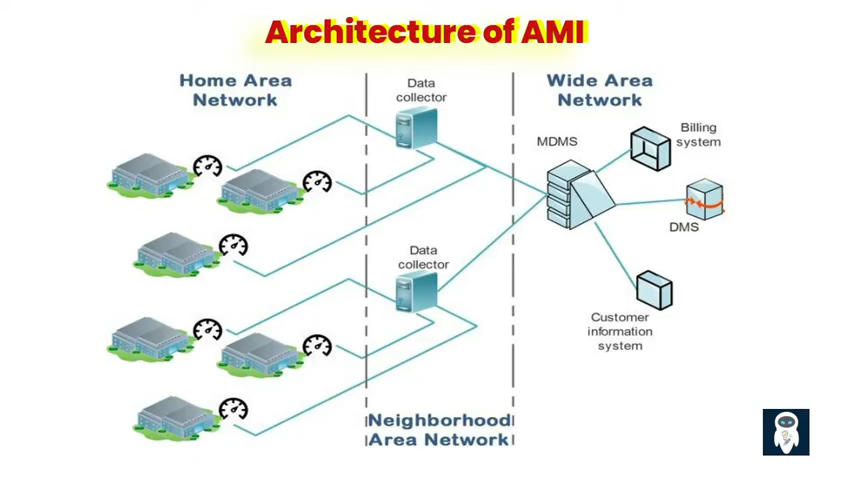 Architecture of AMI
Home Area
Network
Data
collector
Wide Area
Network
MDMS
Billing
system
DMS
Data
collector
Customer
information
system
Neighborhood
Area Network